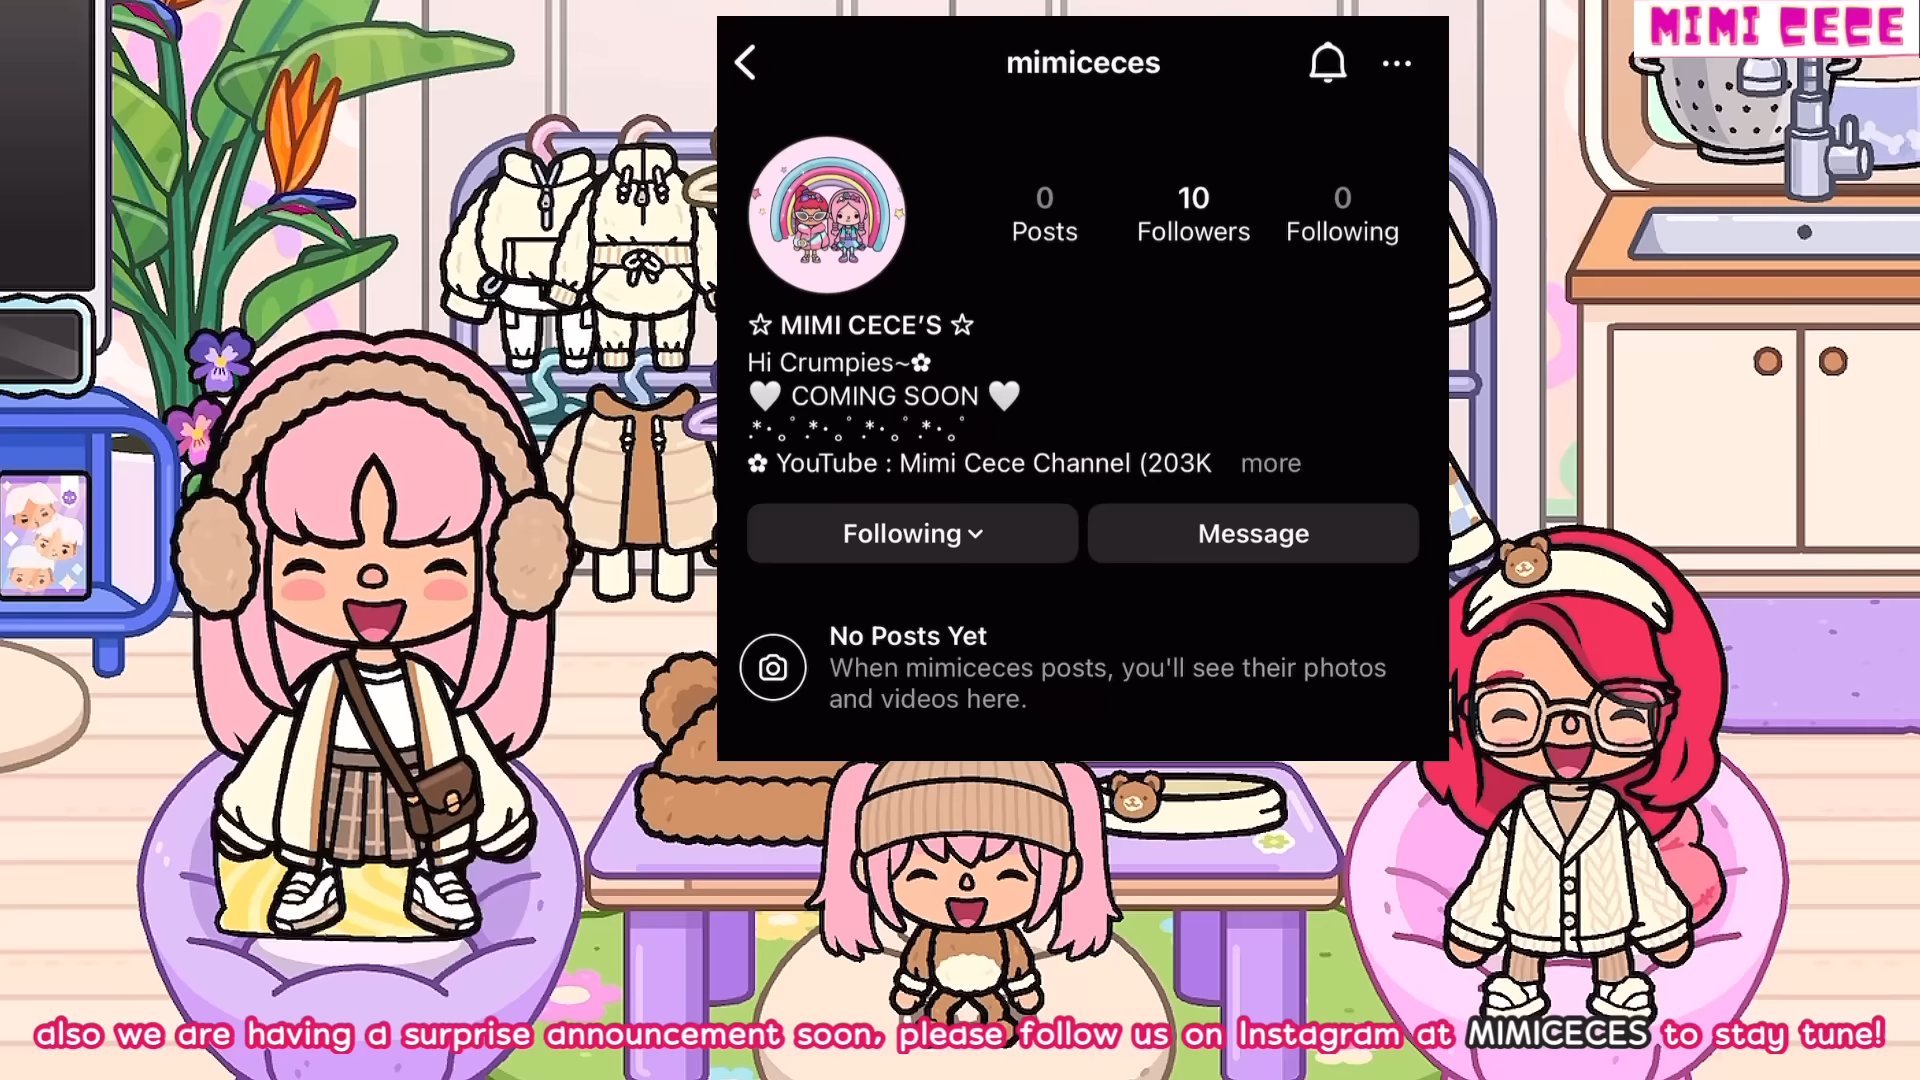 MIMI CECE
mimiceces
0
Posts
10
Followers
0
Following
☆ MIMI CECE’S ☆
Hi Crumpies~✿
🤍 COMING SOON 🤍
.*･｡ﾟ.*･｡ﾟ.*･｡ﾟ.*･｡ﾟ
✿ YouTube : Mimi Cece Channel (203K more
Following
Message
No Posts Yet
When mimiceces posts, you'll see their photos
and videos here.
also we are having a surprise announcement soon, please follow us on Instagram at MIMICECES to stay tune!